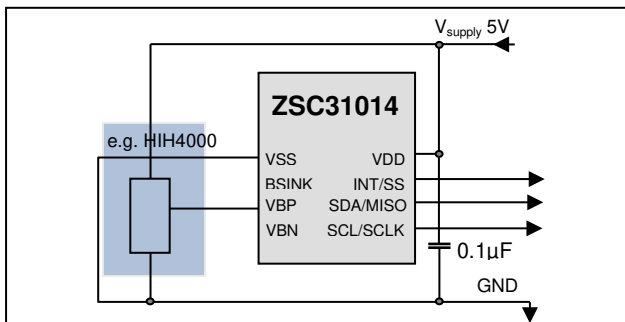 Vsupply 5V
ZSC31014
e.g. HIH4000
VSS VDD
BSINK INT/SS
VBP SDA/MISO
VBN SCL/SCLK
0.1µF
GND